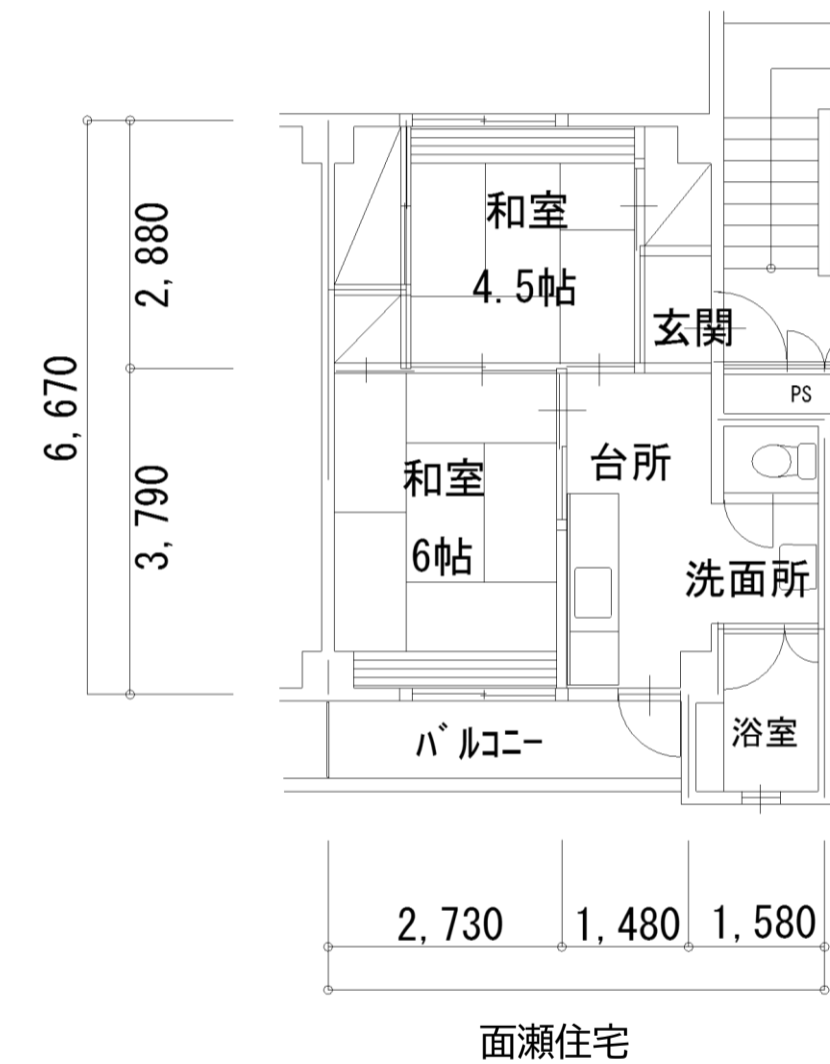 和室
4.5帖
玄関
PS
台所
和室
6帖
洗面所
浴室
バルコニー
2,880
6,670
3,790
2,730
1,480
1,580
面瀬住宅